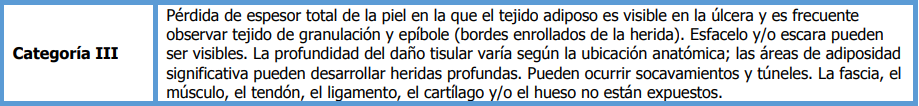 Categoría III
Pérdida de espesor total de la piel en la que el tejido adiposo es visible en la úlcera y es frecuente
observar tejido de granulación y epíbole (bordes enrollados de la herida). Esfacelo y/o escara pueden
ser visibles. La profundidad del daño tisular varía según la ubicación anatómica; las áreas de adiposidad
significativa pueden desarrollar heridas profundas. Pueden ocurrir socavamientos y túneles. La fascia, el
músculo, el tendón, el ligamento, el cartílago y/o el hueso no están expuestos.